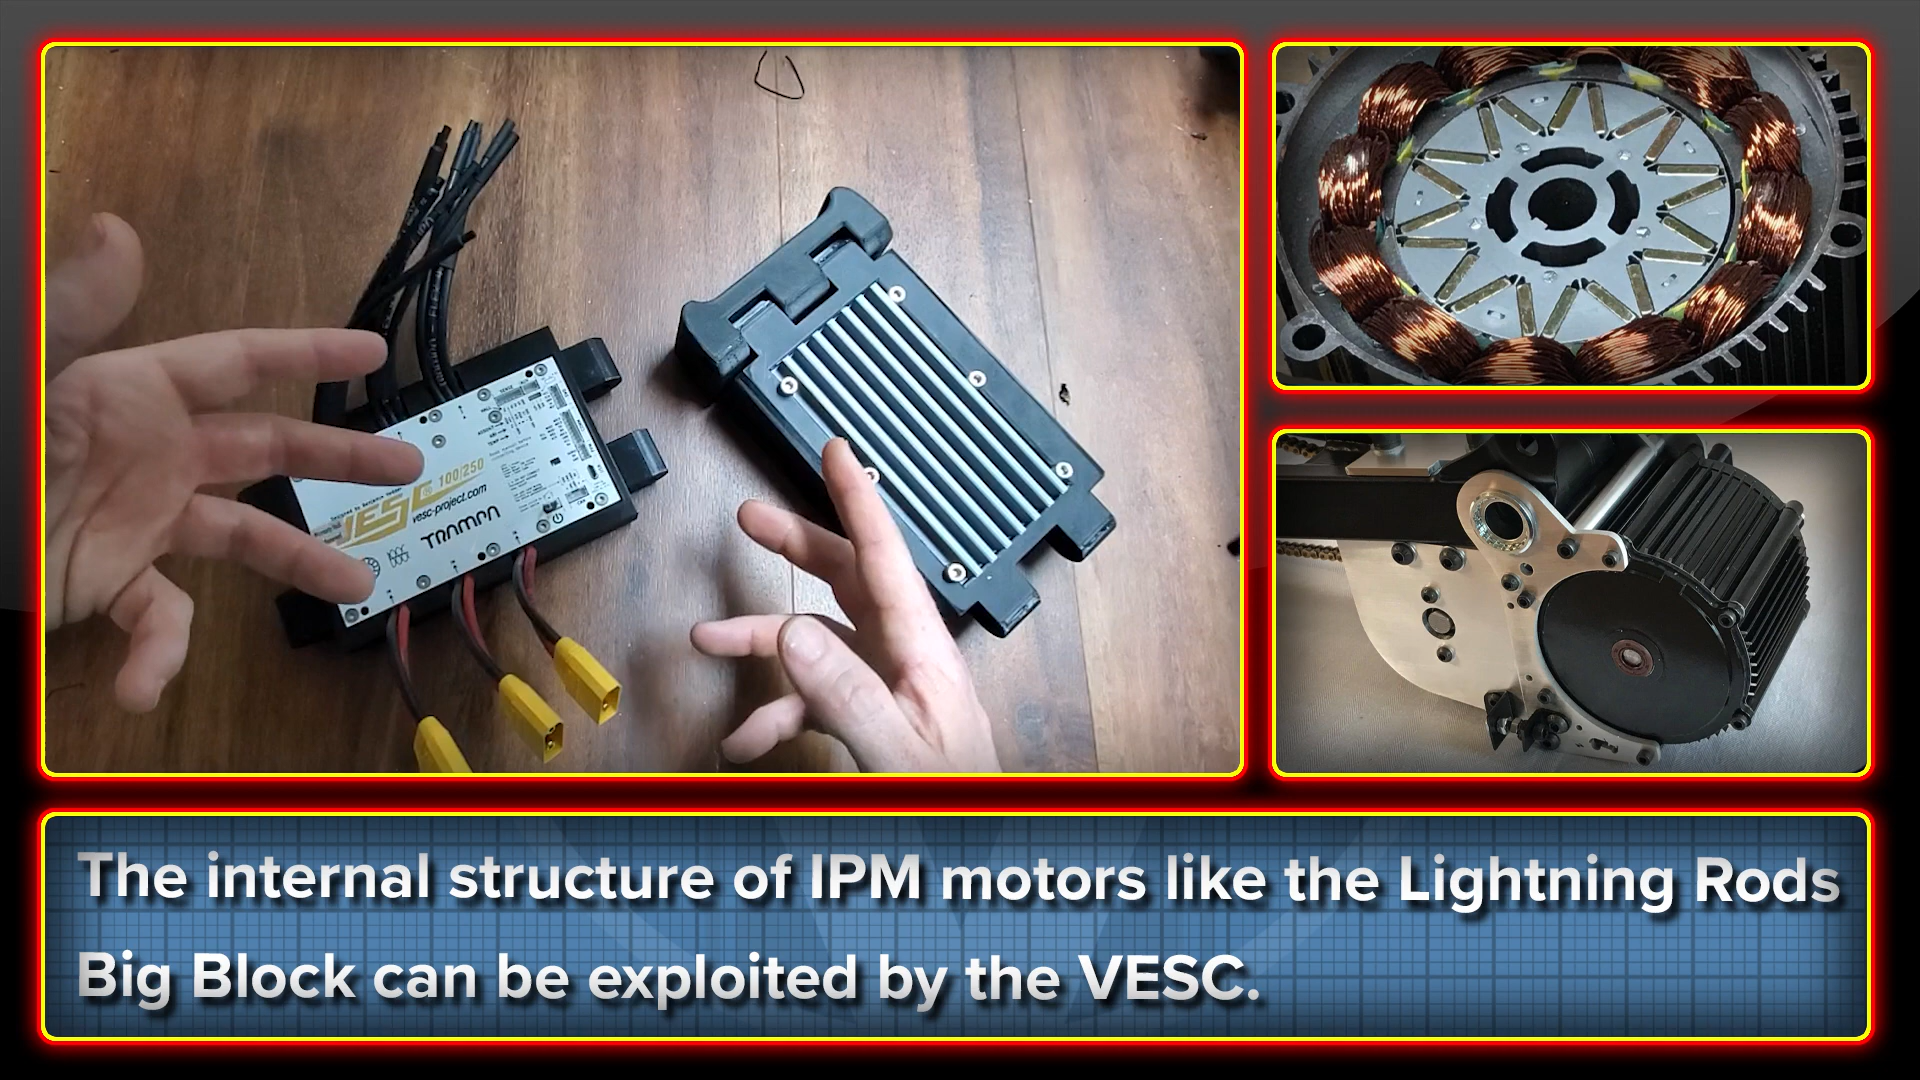 VESC 100/250
vesc-project.com
TRAMPA
The internal structure of IPM motors like the Lightning Rods
Big Block can be exploited by the VESC.